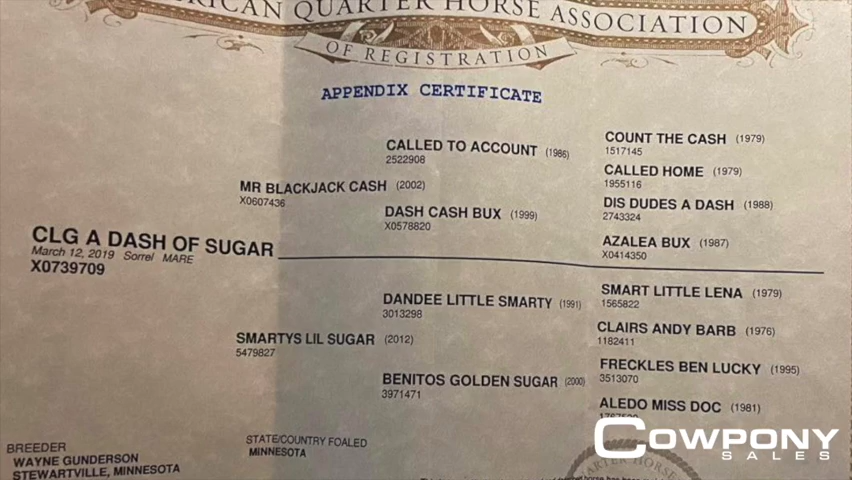 QUARTER HORSE ASSOCIATION
OF REGISTRATION
APPENDIX CERTIFICATE
CLG A DASH OF SUGAR
March 12, 2019 Sorrel MARE
X0739709
MR BLACKJACK CASH (2002)
X0607436
CALLED TO ACCOUNT (1986)
2522908
COUNT THE CASH (1979)
1517145
CALLED HOME (1979)
1955116
DASH CASH BUX (1999)
X0578820
DIS DUDES A DASH (1988)
2743324
AZALEA BUX (1987)
X0414350
SMARTYS LIL SUGAR (2012)
5479827
DANDEE LITTLE SMARTY (1991)
3013298
SMART LITTLE LENA (1979)
1565822
CLAIRS ANDY BARB (1976)
1182411
BENITOS GOLDEN SUGAR (2000)
3971471
FRECKLES BEN LUCKY (1995)
3513070
ALEDO MISS DOC (1981)
BREEDER
WAYNE GUNDERSON
STEWARTVILLE, MINNESOTA
STATE/COUNTRY FOALED
MINNESOTA
COWPONY
SALES